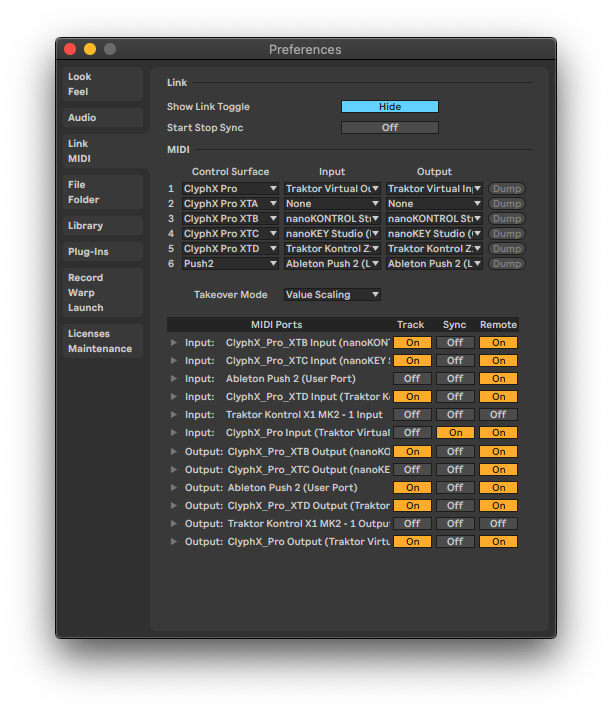 Preferences
Look
Feel
Audio
Link
MIDI
File
Folder
Library
Plug-Ins
Record
Warp
Launch
Licenses
Maintenance
Link
Show Link Toggle Hide
Start Stop Sync Off
MIDI
Control Surface Input Output
1 ClyphX Pro Traktor Virtual Ou Traktor Virtual Inp Dump
2 ClyphX Pro XTA None None Dump
3 ClyphX Pro XTB nanoKONTROL Stu nanoKONTROL Stu Dump
4 ClyphX Pro XTC nanoKEY Studio ( nanoKEY Studio ( Dump
5 ClyphX Pro XTD Traktor Kontrol Z Traktor Kontrol Z Dump
6 Push2 Ableton Push 2 (L Ableton Push 2 (L Dump
Takeover Mode Value Scaling
MIDI Ports Track Sync Remote
Input: ClyphX_Pro_XTB Input (nanoKON On Off On
Input: ClyphX_Pro_XTC Input (nanoKEY On Off On
Input: Ableton Push 2 (User Port) Off Off On
Input: ClyphX_Pro_XTD Input (Traktor K On Off On
Input: Traktor Kontrol X1 MK2 - 1 Input Off Off Off
Input: ClyphX_Pro Input (Traktor Virtual Off On On
Output: ClyphX_Pro_XTB Output (nanoKO On Off On
Output: ClyphX_Pro_XTC Output (nanoKE Off Off On
Output: Ableton Push 2 (User Port) On Off On
Output: ClyphX_Pro_XTD Output (Traktor On Off On
Output: Traktor Kontrol X1 MK2 - 1 Outpu Off Off Off
Output: ClyphX_Pro Output (Traktor Virtu On Off On